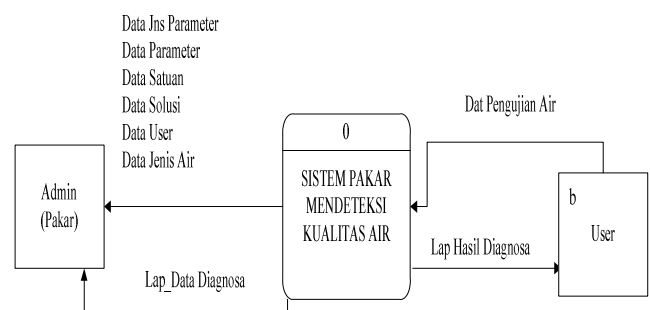 Data Jns Parameter
Data Parameter
Data Satuan
Data Solusi
Data User
Data Jenis Air
Dat Pengujian Air
0
SISTEM PAKAR
MENDETEKSI
KUALITAS AIR
Admin
(Pakar)
b
User
Lap Hasil Diagnosa
Lap_Data Diagnosa